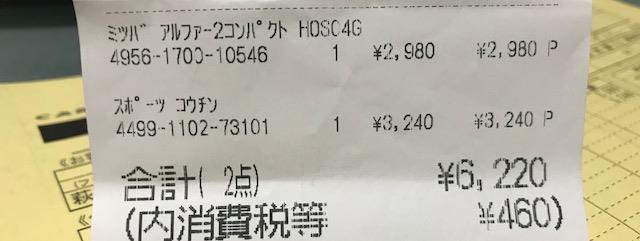 ミツバ アルファー2コンパクト HOSC4G
4956-1700-10546 1 ¥2,980 ¥2,980 P
スポーツ コウチン
4499-1102-73101 1 ¥3,240 ¥3,240 P
合計( 2点) ¥6,220
(内消費税等 ¥460)